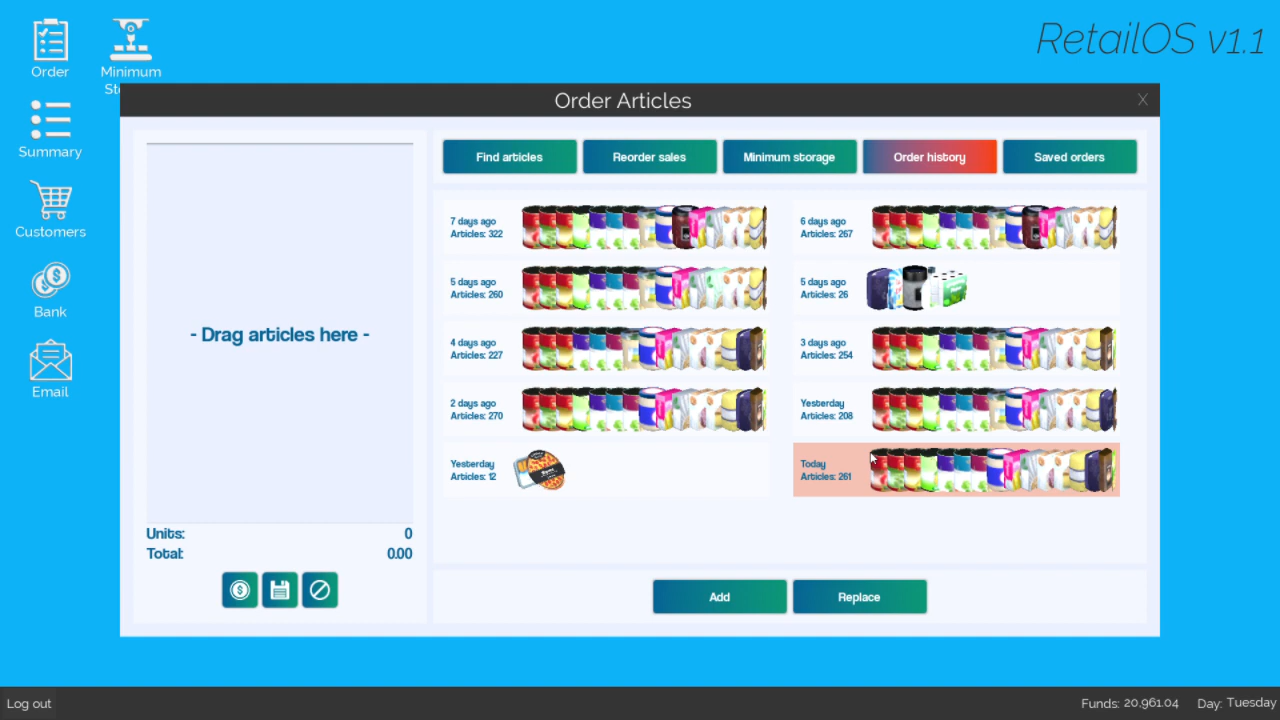 RetailOS v1.1
Order
Minimum
Sto
Summary
Customers
Bank
Email
Order Articles
X
Find articles
Reorder sales
Minimum storage
Order history
Saved orders
- Drag articles here -
7 days ago
Articles: 322
6 days ago
Articles: 267
5 days ago
Articles: 260
5 days ago
Articles: 26
4 days ago
Articles: 227
3 days ago
Articles: 254
2 days ago
Articles: 270
Yesterday
Articles: 208
Yesterday
Articles: 12
Today
Articles: 261
Units: 0
Total: 0.00
Add
Replace
Log out
Funds: 20,961.04
Day: Tuesday